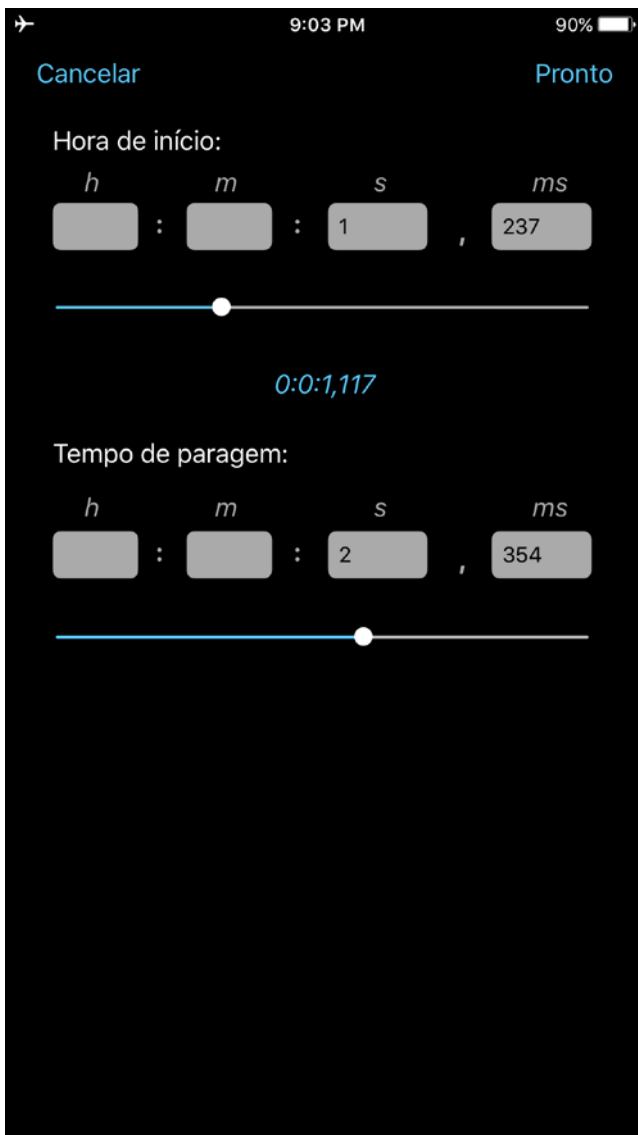 9:03 PM 90%
Cancelar Pronto
Hora de início:
h m s ms
: : 1 , 237
0:0:1,117
Tempo de paragem:
h m s ms
: : 2 , 354